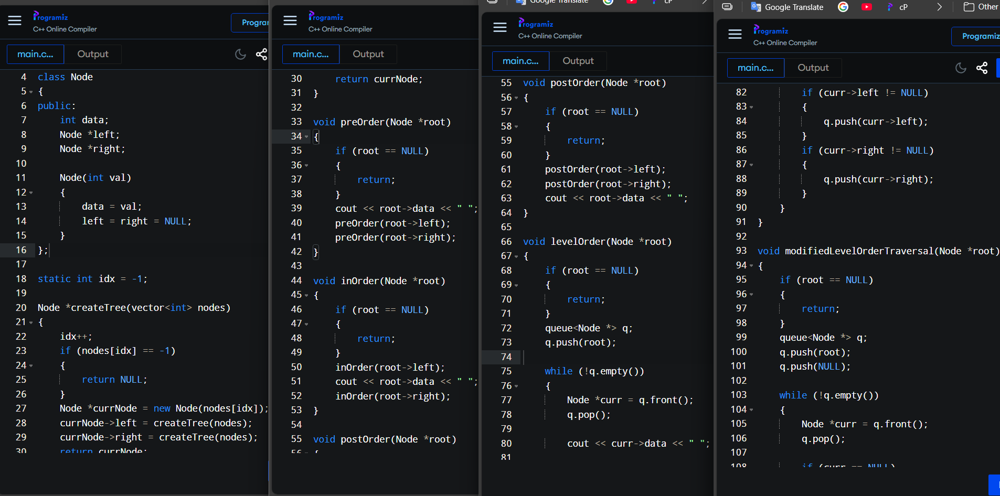 Programiz
C++ Online Compiler
Progra
main.c...
Output
4 class Node
5 {
6 public:
7 int data;
8 Node *left;
9 Node *right;
10
11 Node(int val)
12 {
13 data = val;
14 left = right = NULL;
15 }
16 };
17
18 static int idx = -1;
19
20 Node *createTree(vector<int> nodes)
21 {
22 idx++;
23 if (nodes[idx] == -1)
24 {
25 return NULL;
26 }
27 Node *currNode = new Node(nodes[idx]);
28 currNode->left = createTree(nodes);
29 currNode->right = createTree(nodes);
30 return currNode;
Programiz
C++ Online Compiler
main.c...
Output
30 return currNode;
31 }
32
33 void preOrder(Node *root)
34 {
35 if (root == NULL)
36 {
37 return;
38 }
39 cout << root->data << " ";
40 preOrder(root->left);
41 preOrder(root->right);
42 }
43
44 void inOrder(Node *root)
45 {
46 if (root == NULL)
47 {
48 return;
49 }
50 inOrder(root->left);
51 cout << root->data << " ";
52 inOrder(root->right);
53 }
54
55 void postOrder(Node *root)
56 {
Google Translate
cP
Programiz
C++ Online Compiler
main.c...
Output
55 void postOrder(Node *root)
56 {
57 if (root == NULL)
58 {
59 return;
60 }
61 postOrder(root->left);
62 postOrder(root->right);
63 cout << root->data << " ";
64 }
65
66 void levelOrder(Node *root)
67 {
68 if (root == NULL)
69 {
70 return;
71 }
72 queue<Node *> q;
73 q.push(root);
74
75 while (!q.empty())
76 {
77 Node *curr = q.front();
78 q.pop();
79
80 cout << curr->data << " ";
81
Google Translate
cP
Other
Programiz
C++ Online Compiler
Programiz
main.c...
Output
82 if (curr->left != NULL)
83 {
84 q.push(curr->left);
85 }
86 if (curr->right != NULL)
87 {
88 q.push(curr->right);
89 }
90 }
91 }
92
93 void modifiedLevelOrderTraversal(Node *root)
94 {
95 if (root == NULL)
96 {
97 return;
98 }
99 queue<Node *> q;
100 q.push(root);
101 q.push(NULL);
102
103 while (!q.empty())
104 {
105 Node *curr = q.front();
106 q.pop();
107
108 if (curr == NULL)